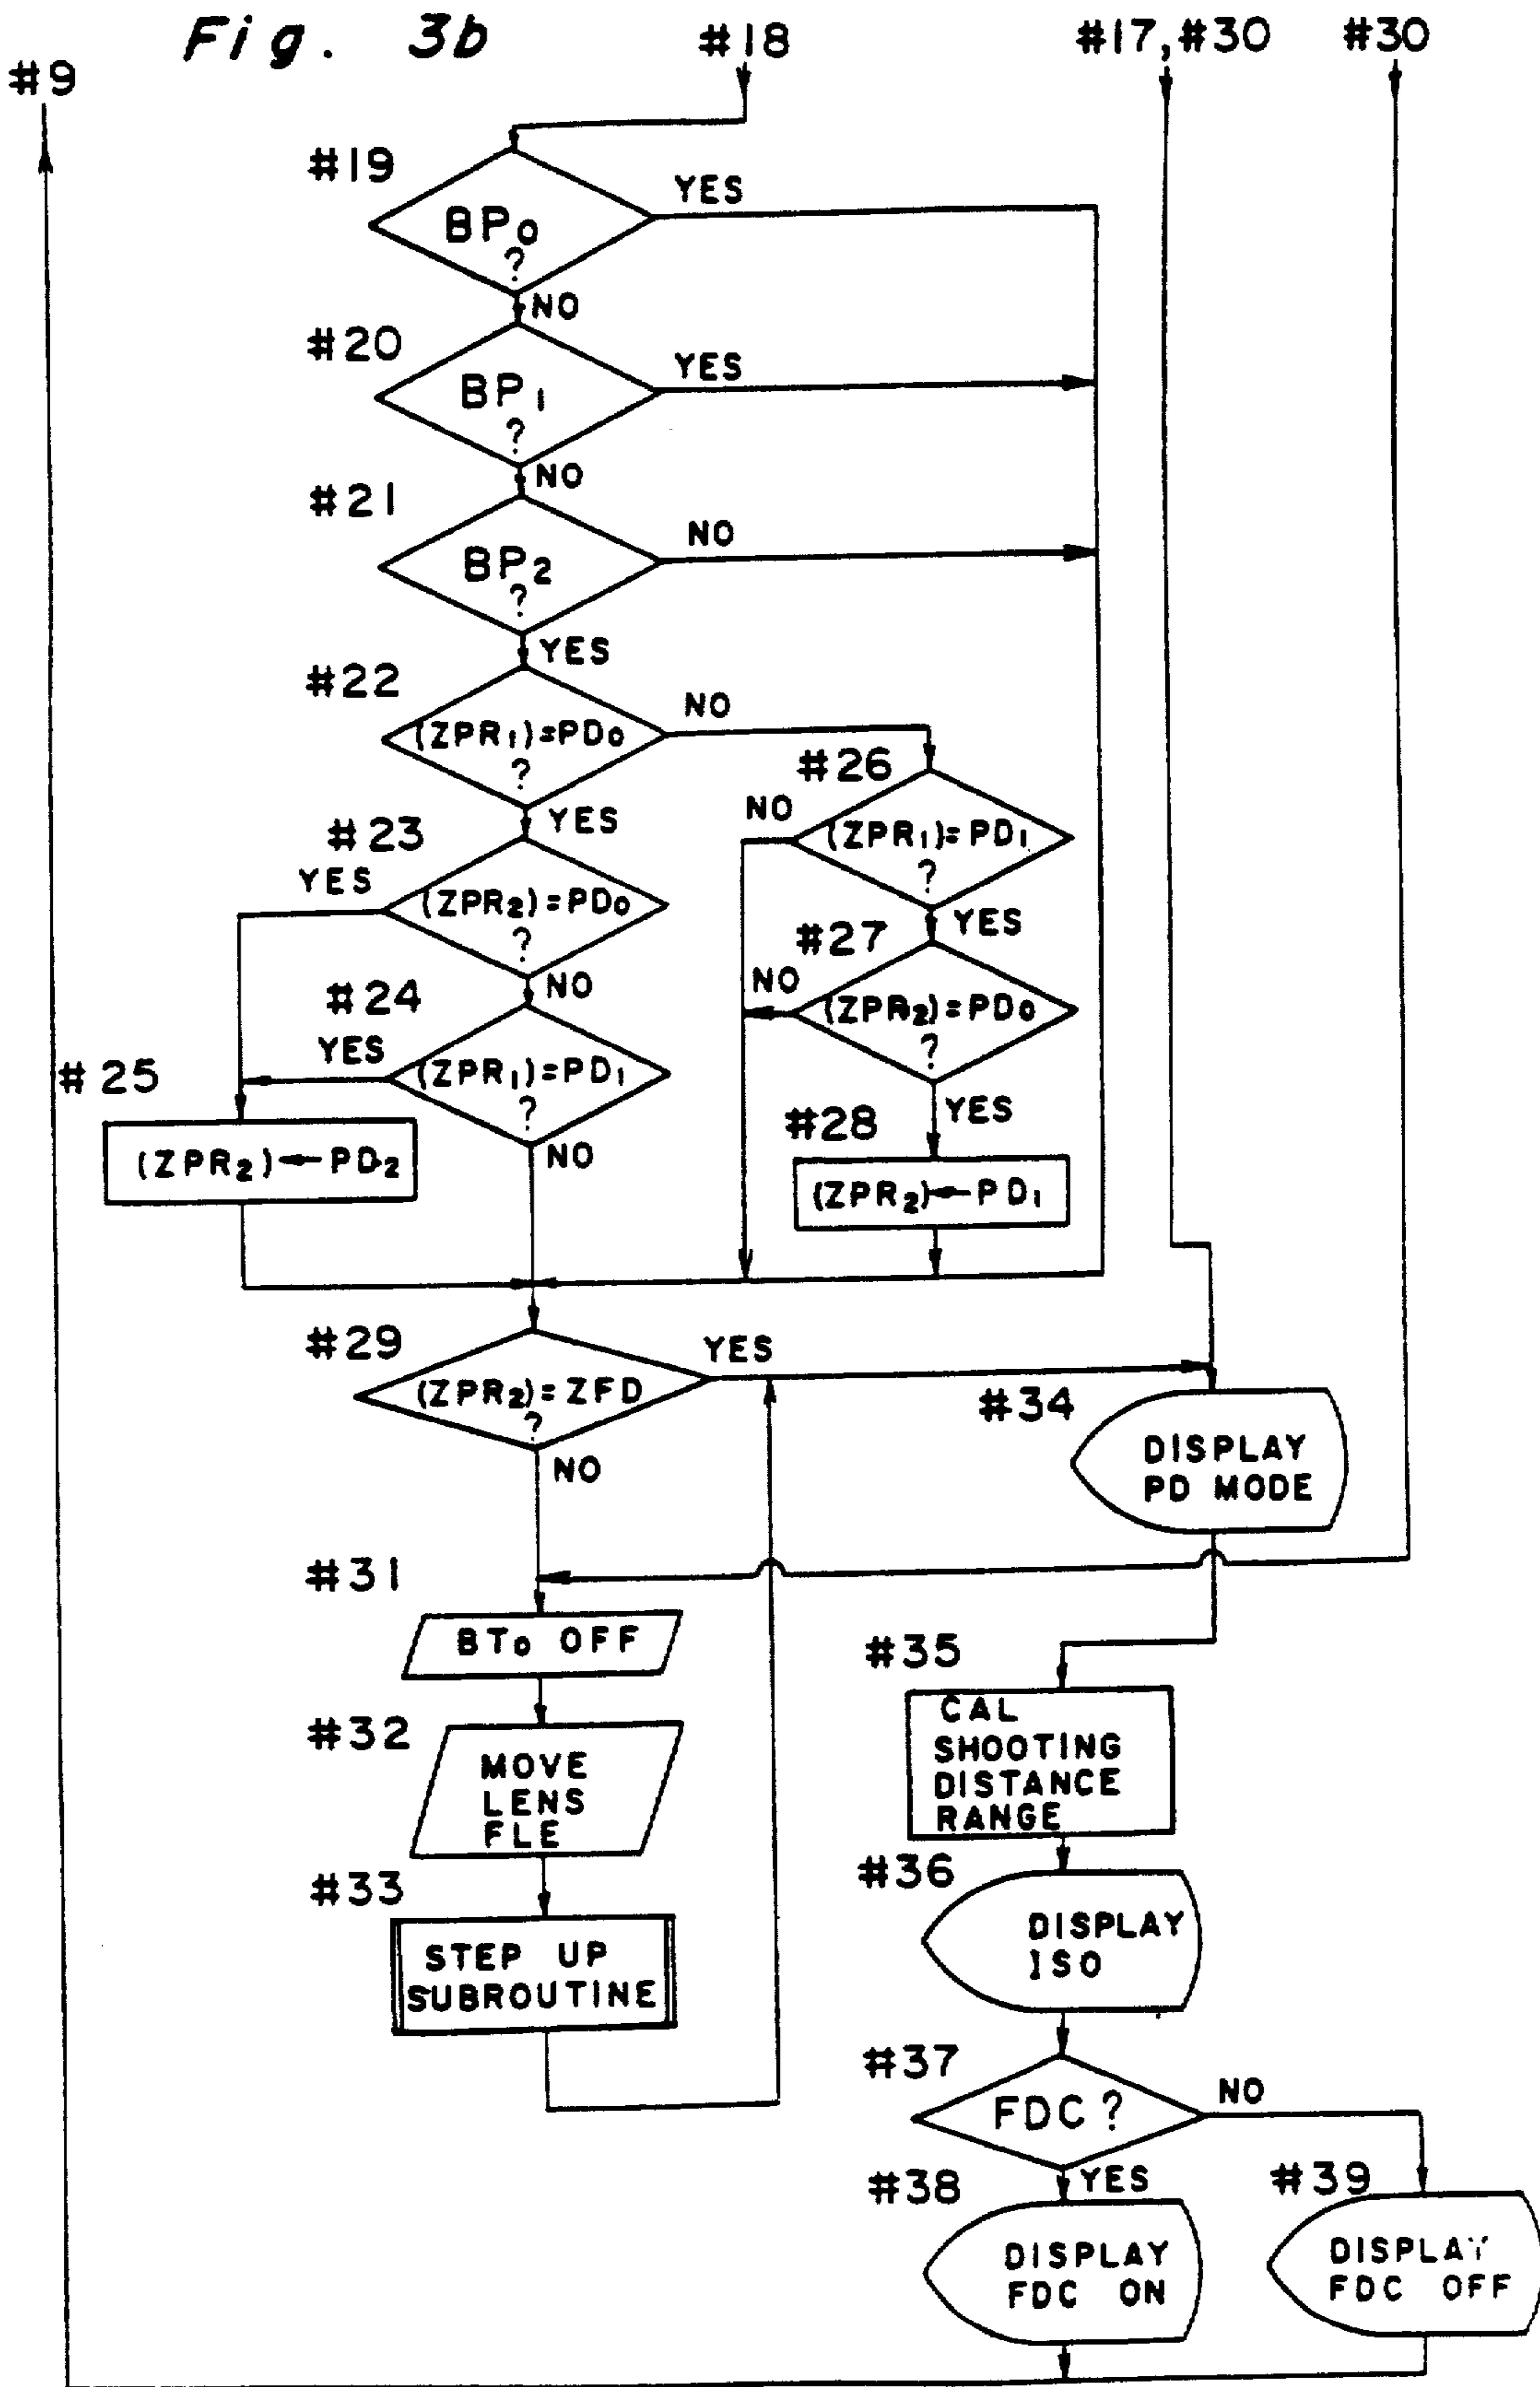 Fig. 3b
#9
#18
#17,#30
#30
#19
BP₀
?
YES
NO
#20
BP₁
?
YES
NO
#21
BP₂
?
NO
YES
#22
(ZPR₁)=PD₀
?
NO
YES
#23
(ZPR₂)=PD₀
?
YES
NO
#24
(ZPR₁)=PD₁
?
YES
NO
#25
(ZPR₂)←PD₂
#26
(ZPR₁)=PD₁
?
NO
YES
#27
(ZPR₂)=PD₀
?
NO
YES
#28
(ZPR₂)←PD₁
#29
(ZPR₂)=ZFD
?
YES
NO
#31
BT₀ OFF
#32
MOVE
LENS
FLE
#33
STEP UP
SUBROUTINE
#34
DISPLAY
PD MODE
#35
CAL
SHOOTING
DISTANCE
RANGE
#36
DISPLAY
ISO
#37
FDC ?
NO
YES
#38
DISPLAY
FDC ON
#39
DISPLAY
FDC OFF